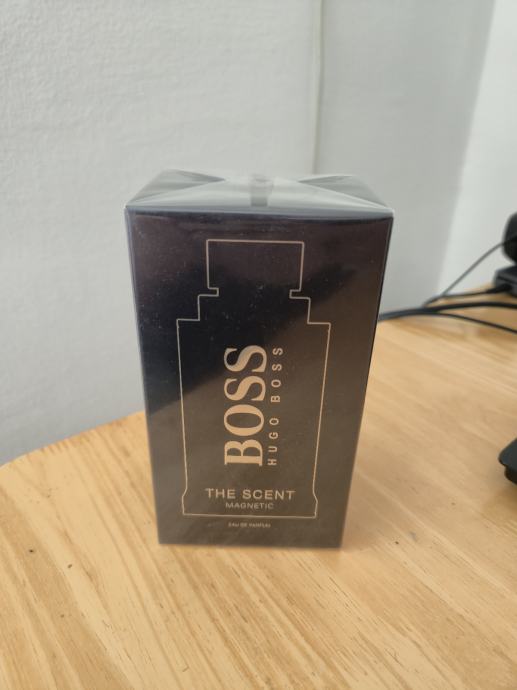 BOSS
HUGO BOSS
THE SCENT
MAGNETIC
EAU DE PARFUM